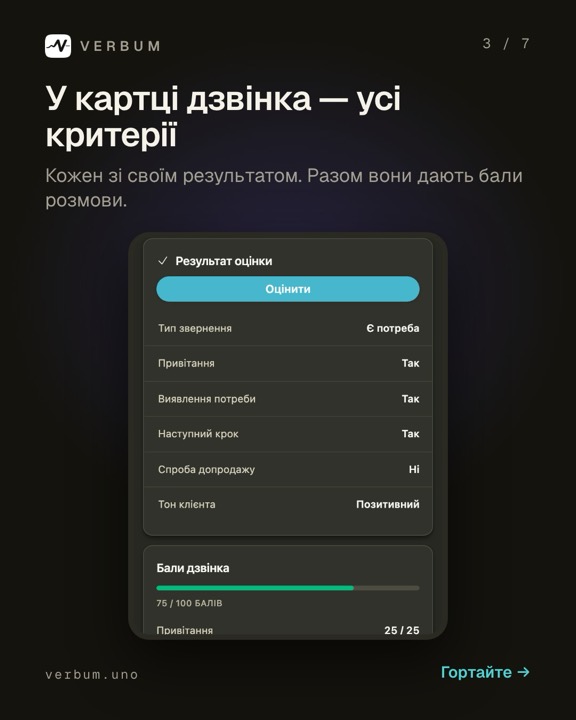 VERBUM
3 / 7
У картці дзвінка — усі
критерії
Кожен зі своїм результатом. Разом вони дають бали
розмови.
Результат оцінки
Оцінити
Тип звернення Є потреба
Привітання Так
Виявлення потреби Так
Наступний крок Так
Спроба допродажу Ні
Тон клієнта Позитивний
Бали дзвінка
75 / 100 БАЛІВ
Привітання 25 / 25
verbum.uno
Гортайте →